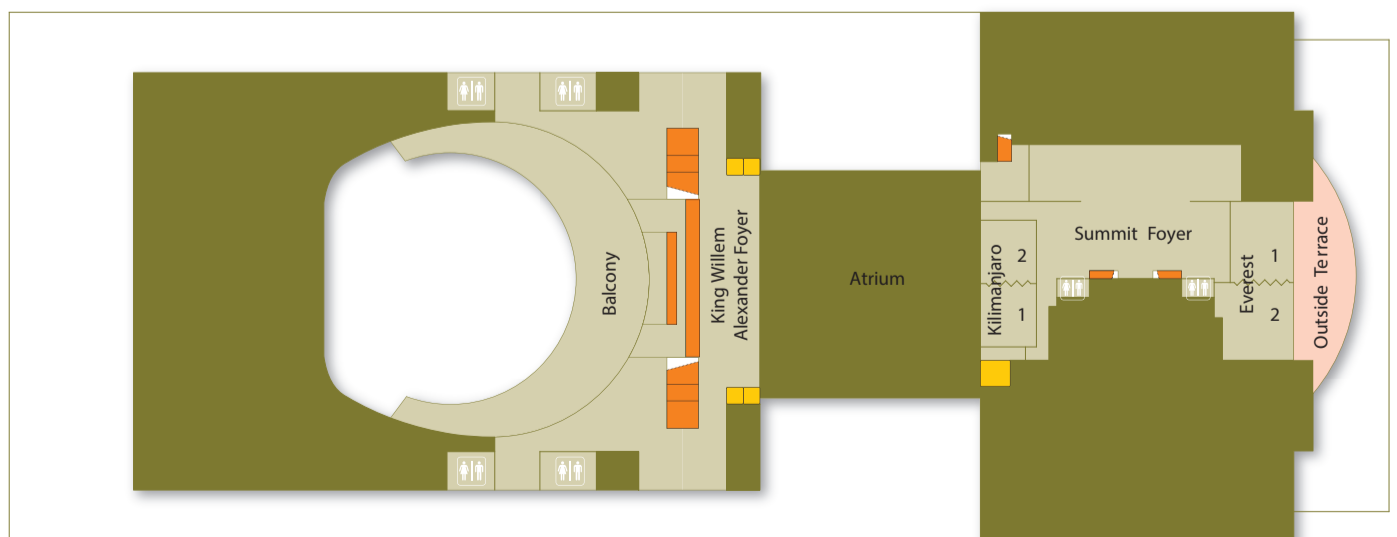 Balcony
King Willem
Alexander Foyer
Atrium
Kilimanjaro
2
1
Summit Foyer
Everest
1
2
Outside Terrace